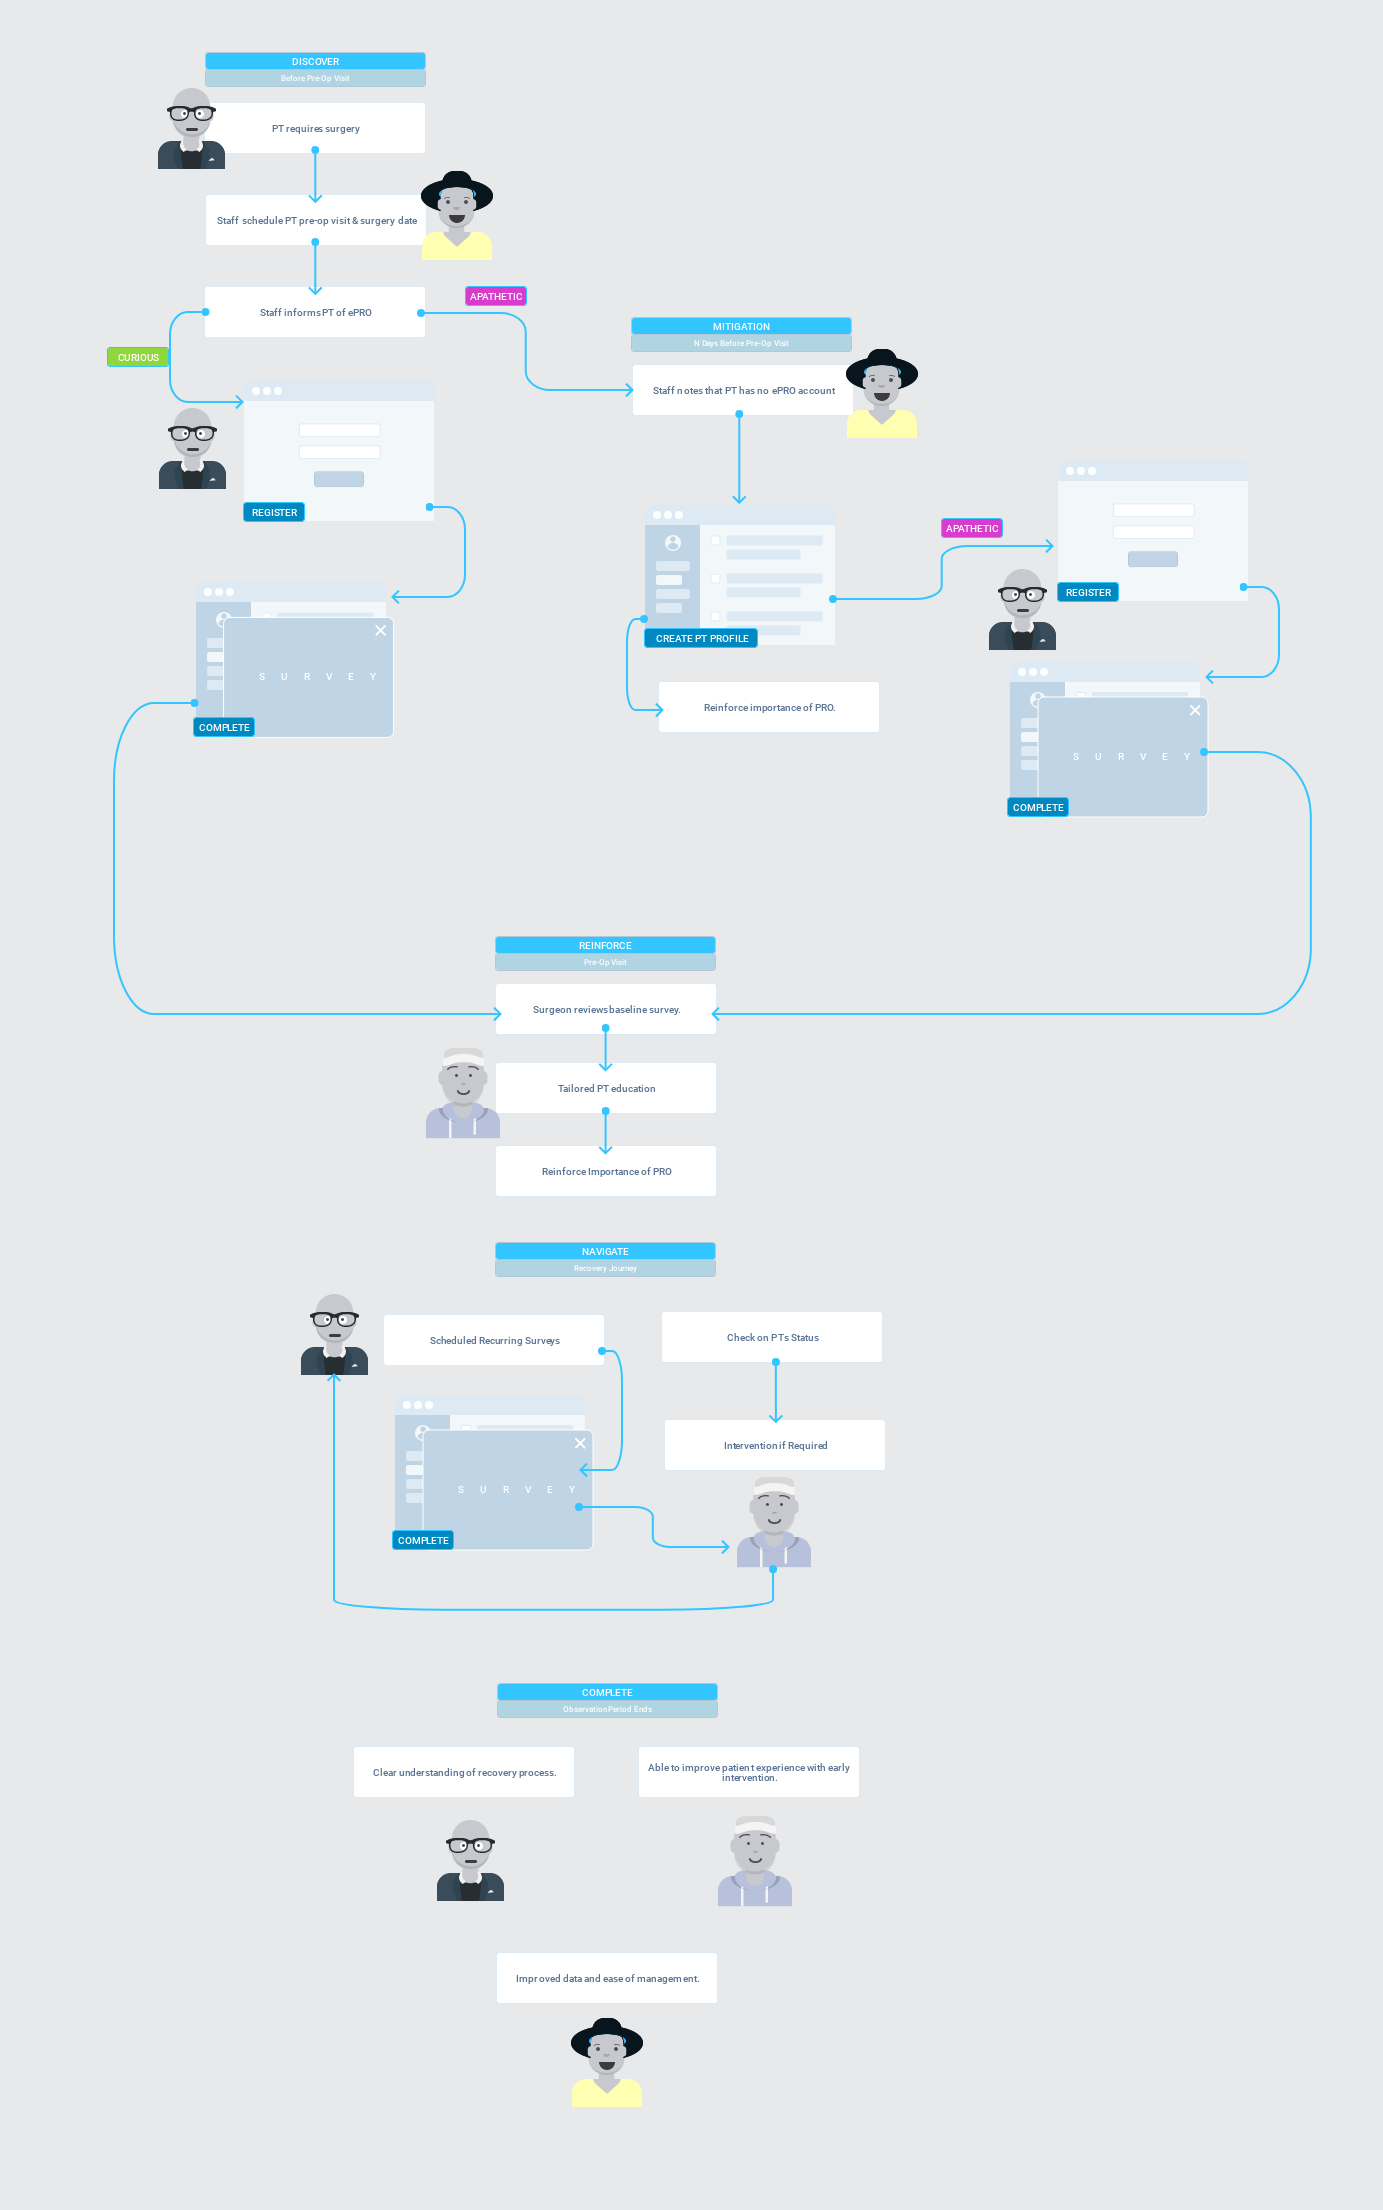 DISCOVER
Before Pre-Op Visit
PT requires surgery
Staff schedule PT pre-op visit & surgery date
Staff informs PT of ePRO
APATHETIC
CURIOUS
REGISTER
S U R V E Y
COMPLETE
MITIGATION
N Days Before Pre-Op Visit
Staff notes that PT has no ePRO account
CREATE PT PROFILE
Reinforce importance of PRO.
APATHETIC
REGISTER
S U R V E Y
COMPLETE
REINFORCE
Pre-Op Visit
Surgeon reviews baseline survey.
Tailored PT education
Reinforce Importance of PRO
NAVIGATE
Recovery Journey
Scheduled Recurring Surveys
Check on PTs Status
Intervention if Required
S U R V E Y
COMPLETE
COMPLETE
Observation Period Ends
Clear understanding of recovery process.
Able to improve patient experience with early
intervention.
Improved data and ease of management.